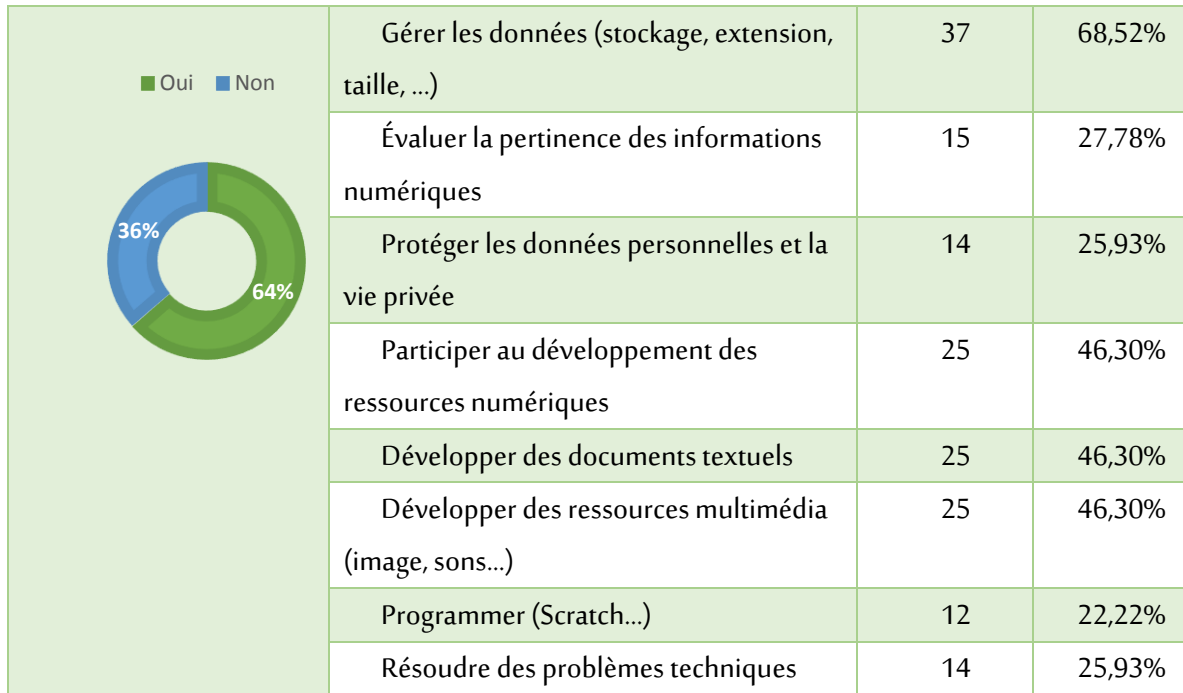 Oui Non
36%
64%
Gérer les données (stockage, extension, 37 68,52%
taille, ...)
Évaluer la pertinence des informations 15 27,78%
numériques
Protéger les données personnelles et la 14 25,93%
vie privée
Participer au développement des 25 46,30%
ressources numériques
Développer des documents textuels 25 46,30%
Développer des ressources multimédia 25 46,30%
(image, sons...)
Programmer (Scratch...) 12 22,22%
Résoudre des problèmes techniques 14 25,93%